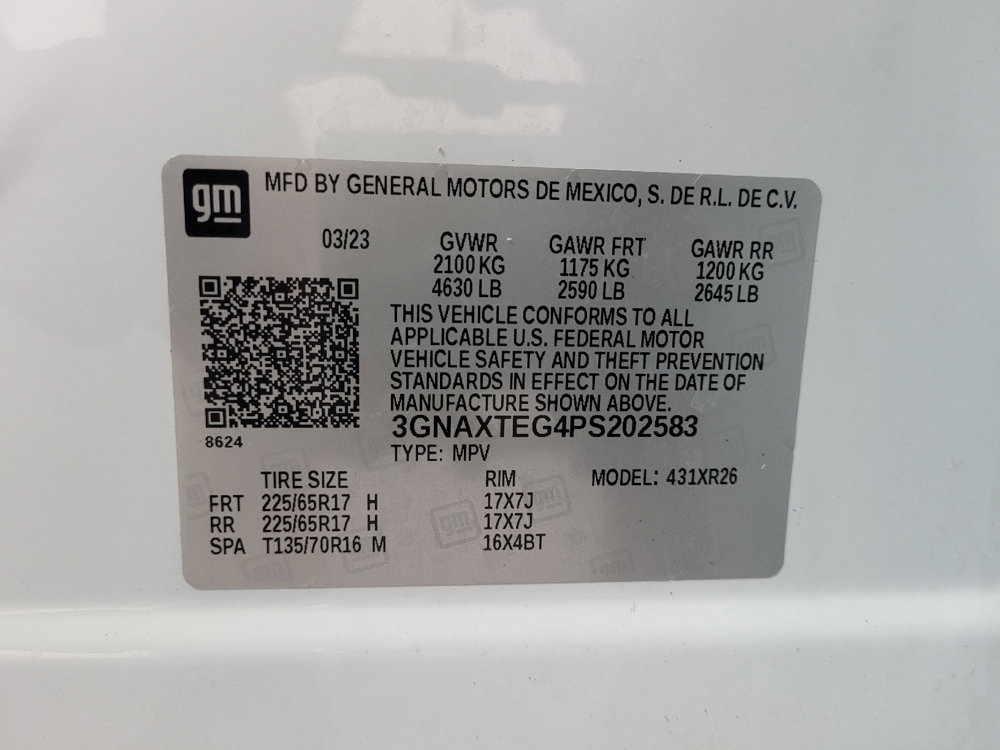 gm
MFD BY GENERAL MOTORS DE MEXICO, S. DE R.L. DE C.V.
03/23 GVWR GAWR FRT GAWR RR
2100 KG 1175 KG 1200 KG
4630 LB 2590 LB 2645 LB
THIS VEHICLE CONFORMS TO ALL
APPLICABLE U.S. FEDERAL MOTOR
VEHICLE SAFETY AND THEFT PREVENTION
STANDARDS IN EFFECT ON THE DATE OF
MANUFACTURE SHOWN ABOVE.
3GNAXTEG4PS202583
8624
TYPE: MPV
TIRE SIZE RIM MODEL: 431XR26
FRT 225/65R17 H 17X7J
RR 225/65R17 H 17X7J
SPA T135/70R16 M 16X4BT